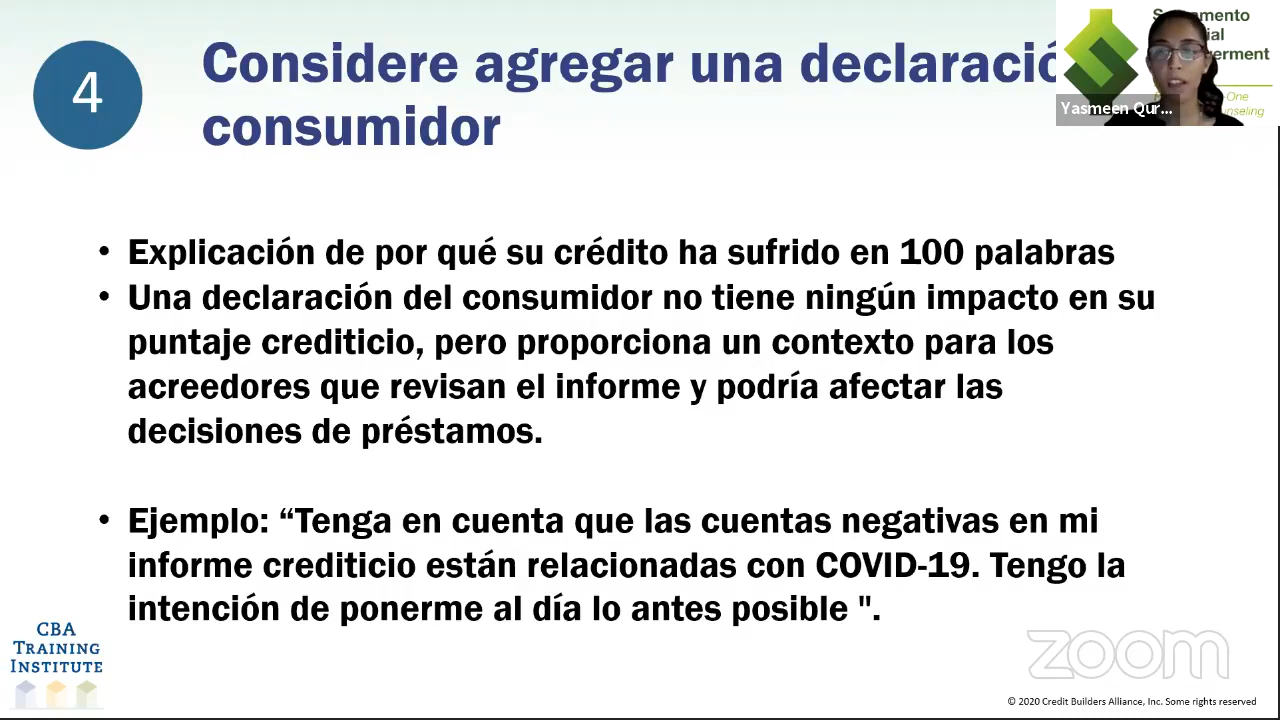 4
Considere agregar una
consumidor
Yasmeen Qur...
• Explicación de por qué su crédito ha sufrido en 100 palabras
• Una declaración del consumidor no tiene ningún impacto en su
puntaje crediticio, pero proporciona un contexto para los
acreedores que revisan el informe y podría afectar las
decisiones de préstamos.
• Ejemplo: “Tenga en cuenta que las cuentas negativas en mi
informe crediticio están relacionadas con COVID-19. Tengo la
intención de ponerme al día lo antes posible ".
CBA
TRAINING
INSTITUTE
zoom
© 2020 Credit Builders Alliance, Inc. Some rights reserved